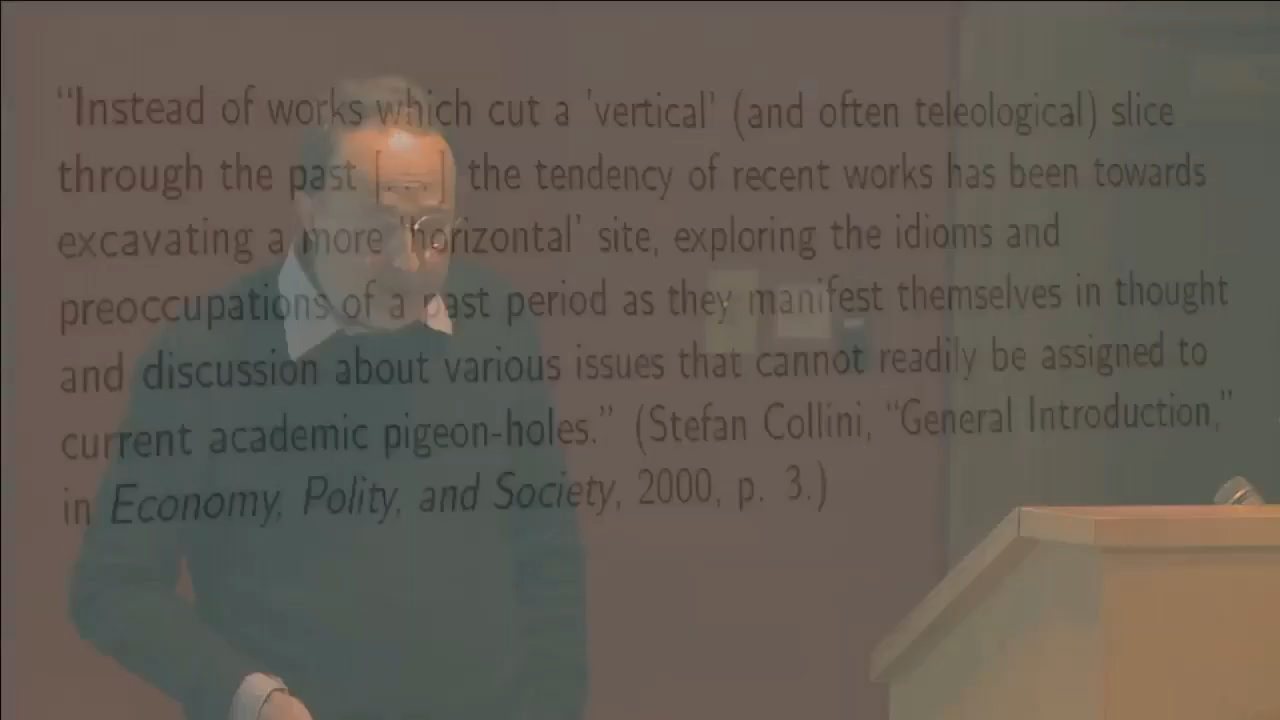 “Instead of works which cut a 'vertical' (and often teleological) slice
through the past [...] the tendency of recent works has been towards
excavating a more 'horizontal' site, exploring the idioms and
preoccupations of a past period as they manifest themselves in thought
and discussion about various issues that cannot readily be assigned to
current academic pigeon-holes.” (Stefan Collini, “General Introduction,”
in Economy, Polity, and Society, 2000, p. 3.)